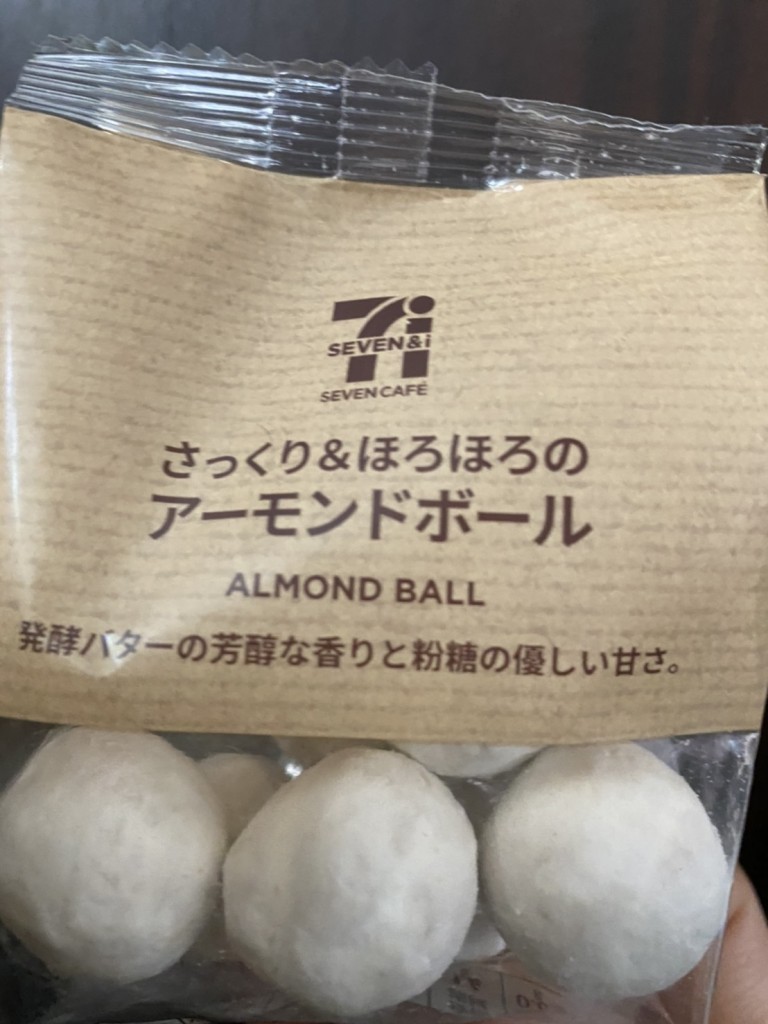 7i
SEVEN&i
SEVEN CAFÉ
さっくり&ほろほろの
アーモンドボール
ALMOND BALL
発酵バターの芳醇な香りと粉糖の優しい甘さ。